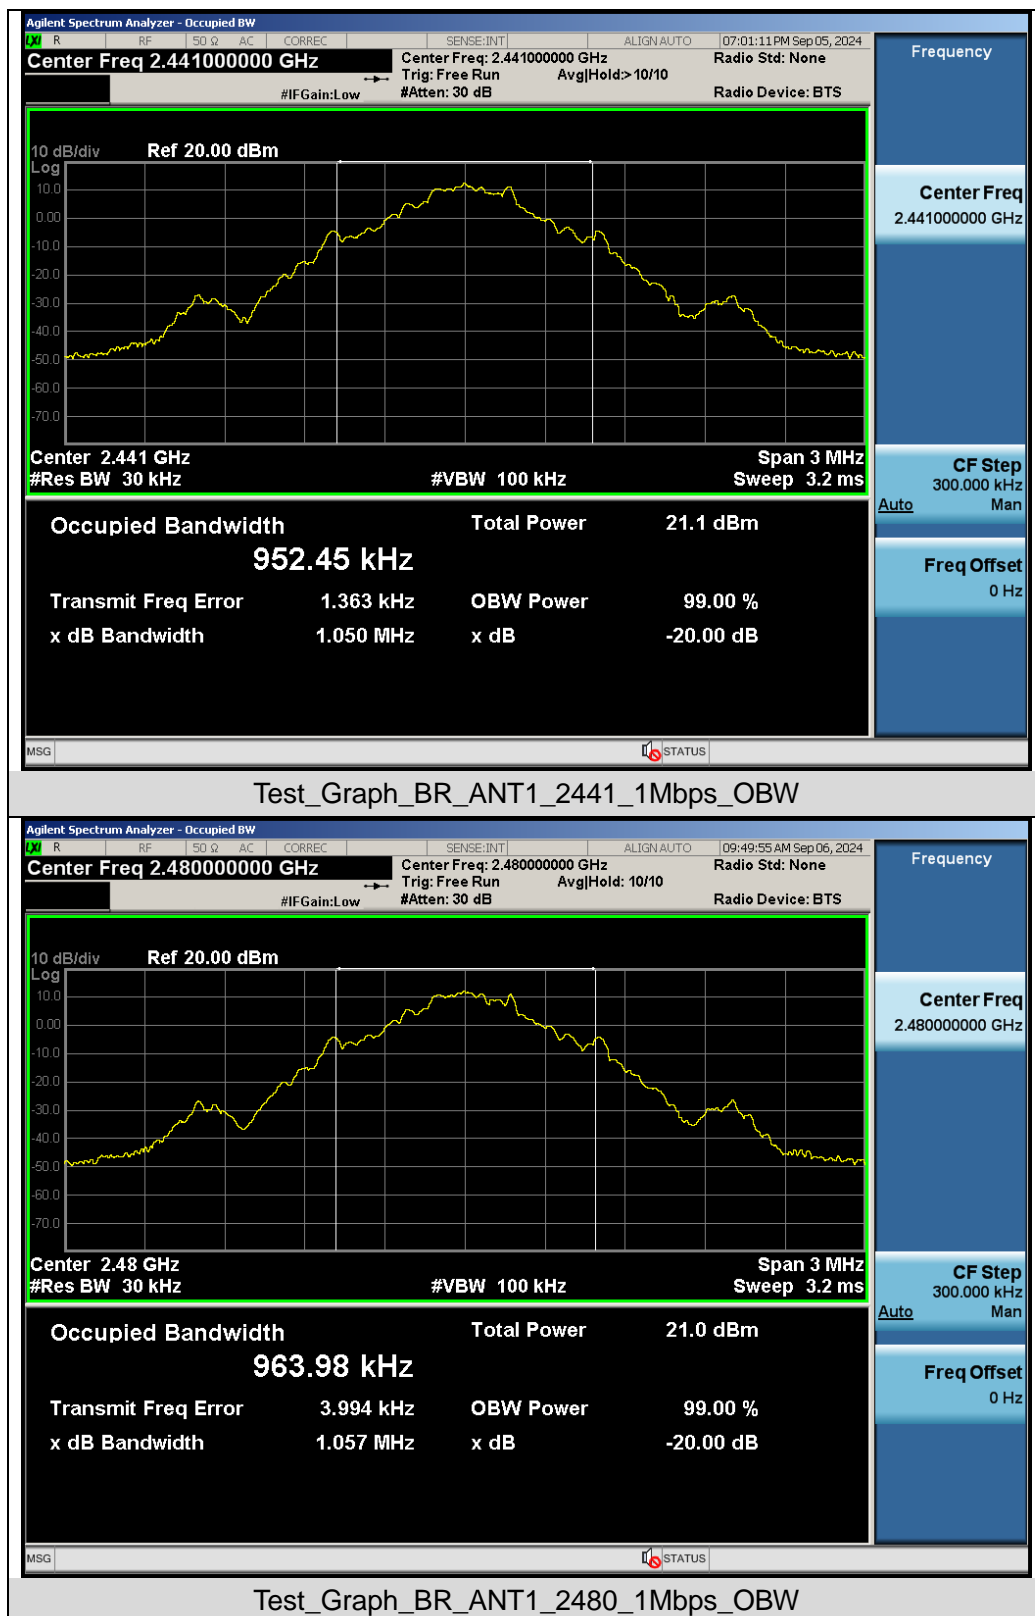 Agilent Spectrum Analyzer - Occupied BW
LXI R RF 50 Ω AC CORREC SENSE:INT ALIGN AUTO 07:01:11 PM Sep 05, 2024
Center Freq 2.441000000 GHz
Center Freq: 2.441000000 GHz
Radio Std: None
Trig: Free Run Avg|Hold:>10/10
#IFGain:Low #Atten: 30 dB Radio Device: BTS
Frequency
10 dB/div Ref 20.00 dBm
Log
10.0
0.00
-10.0
-20.0
-30.0
-40.0
-50.0
-60.0
-70.0
Center 2.441 GHz Span 3 MHz
#Res BW 30 kHz #VBW 100 kHz Sweep 3.2 ms
Center Freq
2.441000000 GHz
CF Step
300.000 kHz
Auto Man
Freq Offset
0 Hz
Occupied Bandwidth Total Power 21.1 dBm
952.45 kHz
Transmit Freq Error 1.363 kHz OBW Power 99.00 %
x dB Bandwidth 1.050 MHz x dB -20.00 dB
MSG STATUS
Test_Graph_BR_ANT1_2441_1Mbps_OBW
Agilent Spectrum Analyzer - Occupied BW
LXI R RF 50 Ω AC CORREC SENSE:INT ALIGN AUTO 09:49:55 AM Sep 06, 2024
Center Freq 2.480000000 GHz
Center Freq: 2.480000000 GHz
Radio Std: None
Trig: Free Run Avg|Hold: 10/10
#IFGain:Low #Atten: 30 dB Radio Device: BTS
Frequency
10 dB/div Ref 20.00 dBm
Log
10.0
0.00
-10.0
-20.0
-30.0
-40.0
-50.0
-60.0
-70.0
Center 2.48 GHz Span 3 MHz
#Res BW 30 kHz #VBW 100 kHz Sweep 3.2 ms
Center Freq
2.480000000 GHz
CF Step
300.000 kHz
Auto Man
Freq Offset
0 Hz
Occupied Bandwidth Total Power 21.0 dBm
963.98 kHz
Transmit Freq Error 3.994 kHz OBW Power 99.00 %
x dB Bandwidth 1.057 MHz x dB -20.00 dB
MSG STATUS
Test_Graph_BR_ANT1_2480_1Mbps_OBW